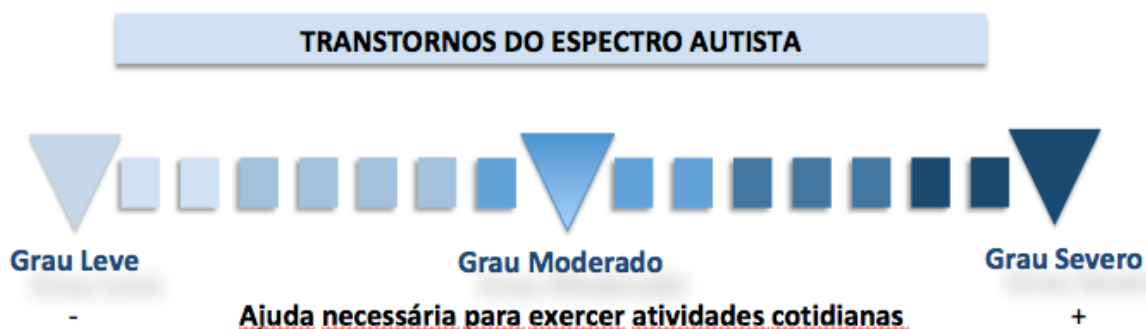 TRANSTORNOS DO ESPECTRO AUTISTA
Grau Leve Grau Moderado Grau Severo
- Ajuda necessária para exercer atividades cotidianas +